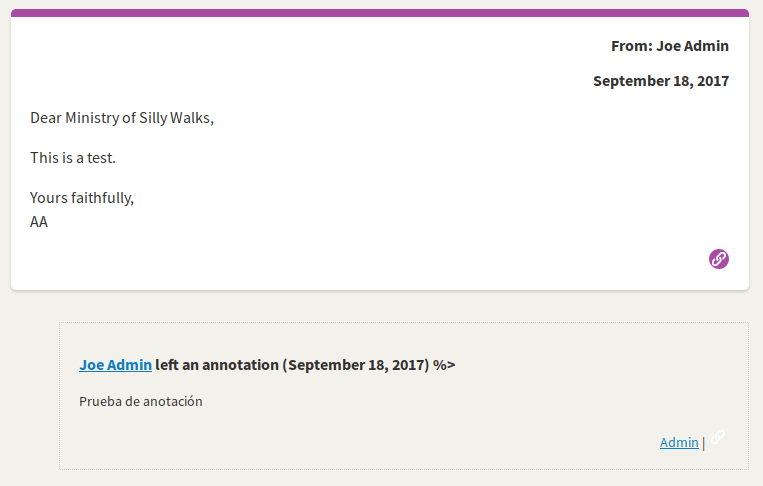 From: Joe Admin
September 18, 2017
Dear Ministry of Silly Walks,
This is a test.
Yours faithfully,
AA
Joe Admin left an annotation (September 18, 2017) %>
Prueba de anotación
Admin |